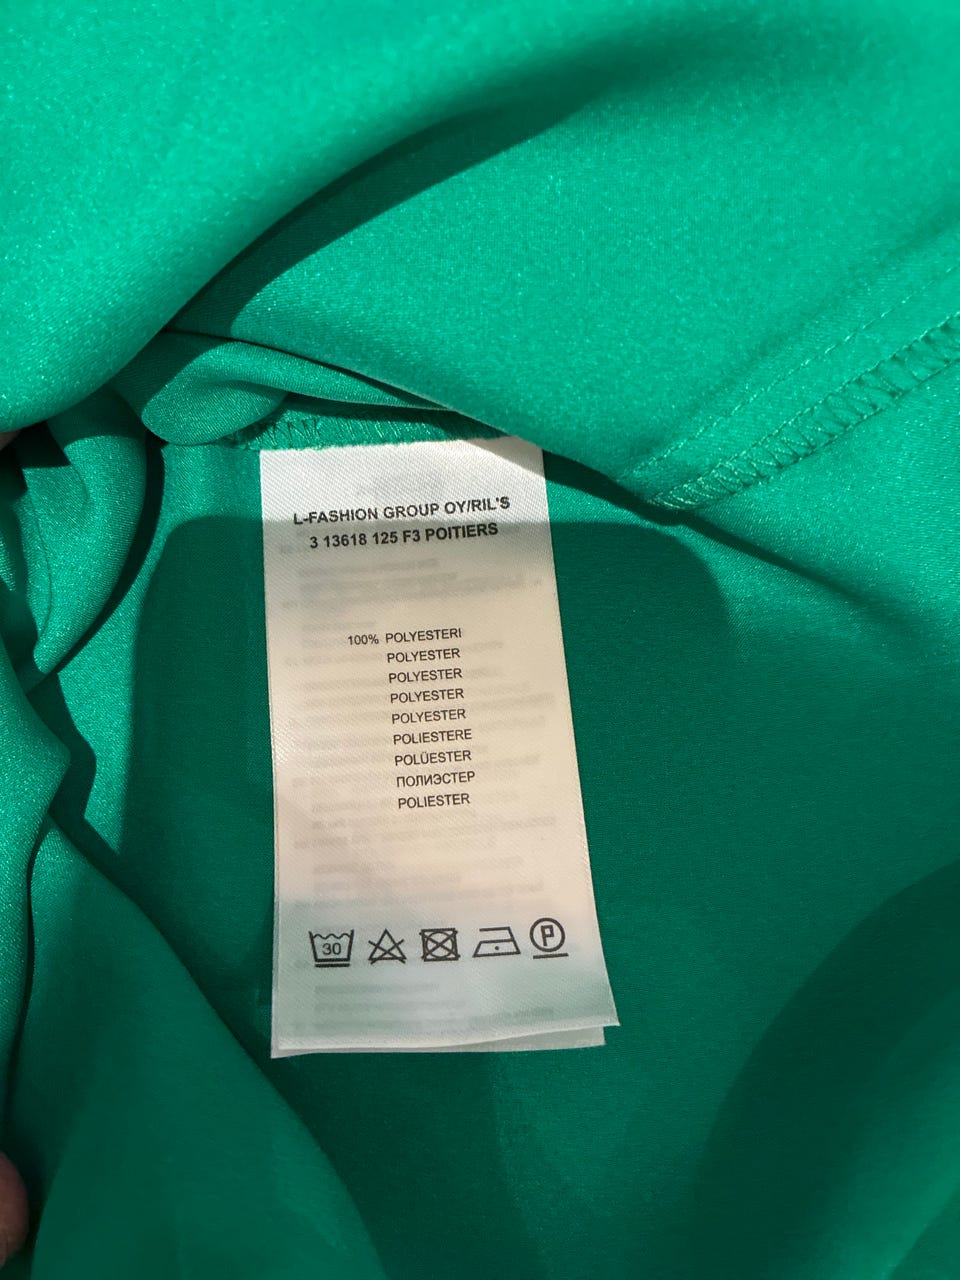 L-FASHION GROUP OY/RIL'S
3 13618 125 F3 POITIERS
100% POLYESTERI
POLYESTER
POLYESTER
POLYESTER
POLYESTER
POLIESTERE
POLÜESTER
ПОЛИЭСТЕР
POLIESTER
30 P